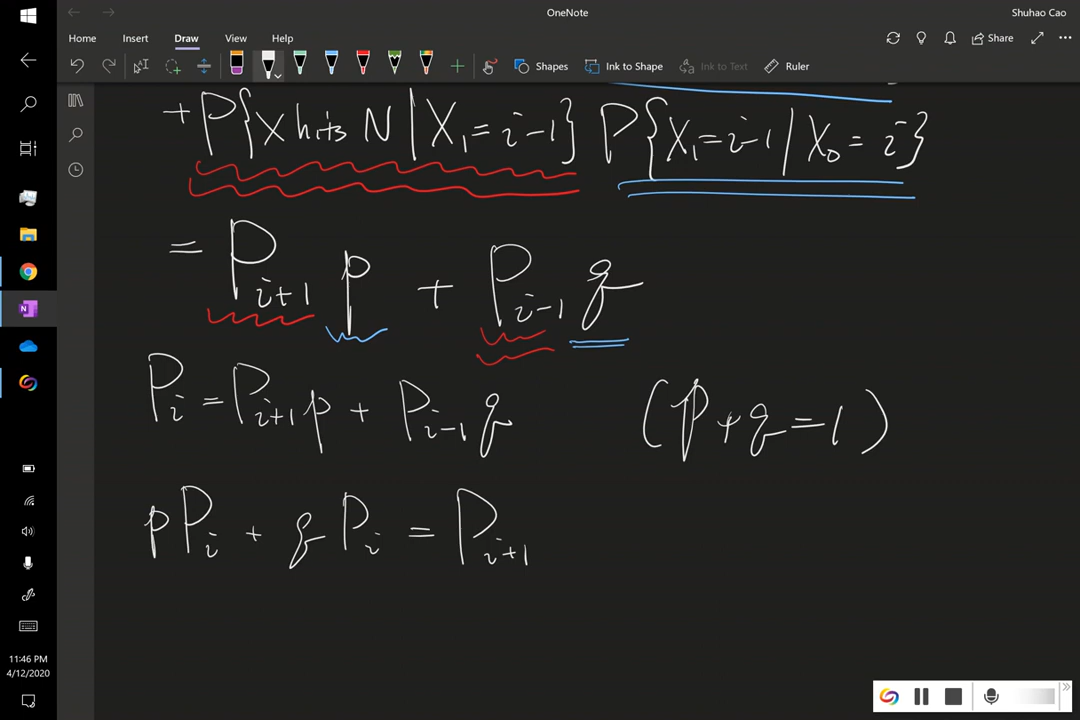 OneNote
Shuhao Cao
Home Insert Draw View Help
Share
Shapes Ink to Shape Ink to Text Ruler
+ P{X hits N | X₁ = i-1} P{X₁ = i-1 | X₀ = i}
= Pᵢ₊₁ p + Pᵢ₋₁ q
Pᵢ = Pᵢ₊₁ p + Pᵢ₋₁ q (p + q = 1)
p Pᵢ + q Pᵢ = Pᵢ₊₁
11:46 PM
4/12/2020